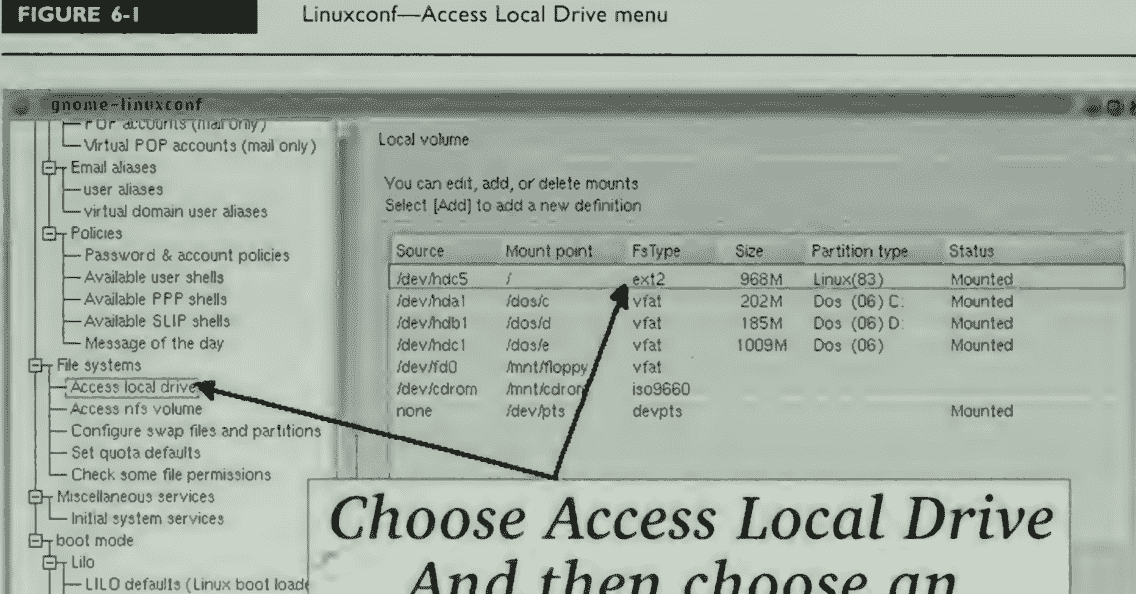 FIGURE 6-1
Linuxconf—Access Local Drive menu
gnome-linuxconf
POP accounts (mail only)
Virtual POP accounts (mail only)
Email aliases
user aliases
virtual domain user aliases
Policies
Password & account policies
Available user shells
Available PPP shells
Available SLIP shells
Message of the day
File systems
Access local drive
Access nfs volume
Configure swap files and partitions
Set quota defaults
Check some file permissions
Miscellaneous services
Initial system services
boot mode
Lilo
LILO defaults (Linux boot loade
Local volume
You can edit, add, or delete mounts
Select [Add] to add a new definition
Source Mount point FsType Size Partition type Status
/dev/hdc5 / ext2 968M Linux(83) Mounted
/dev/hda1 /dos/c vfat 202M Dos (06) C: Mounted
/dev/hdb1 /dos/d vfat 185M Dos (06) D: Mounted
/dev/hdc1 /dos/e vfat 1009M Dos (06) Mounted
/dev/fd0 /mnt/floppy vfat
/dev/cdrom /mnt/cdrom iso9660
none /dev/pts devpts Mounted
Choose Access Local Drive
And then choose an